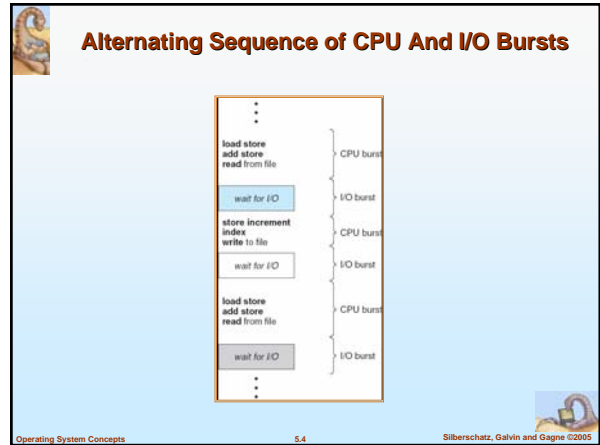 Alternating Sequence of CPU And I/O Bursts
load store
add store
read from file
CPU burst
wait for I/O
I/O burst
store increment
index
write to file
CPU burst
wait for I/O
I/O burst
load store
add store
read from file
CPU burst
wait for I/O
I/O burst
Operating System Concepts
5.4
Silberschatz, Galvin and Gagne ©2005